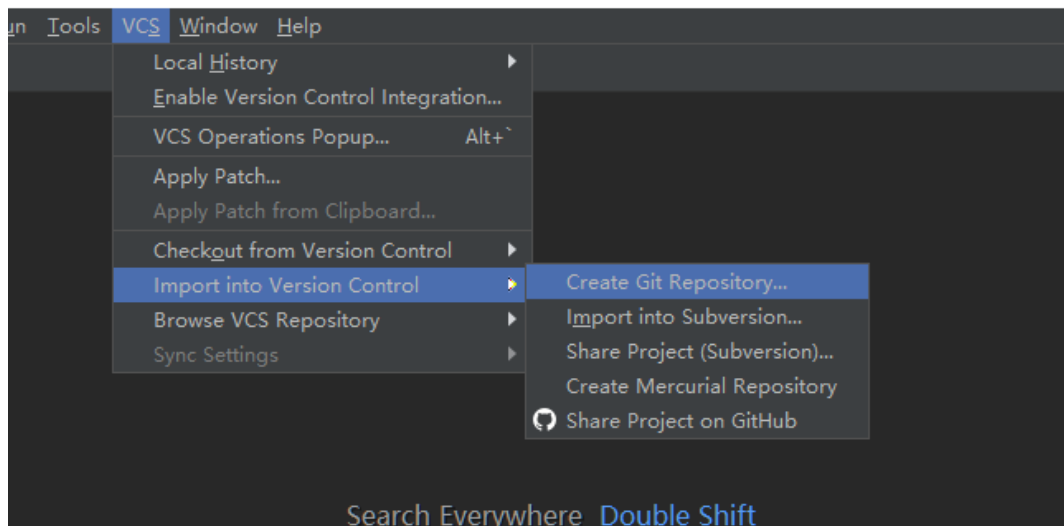 Tools VCS Window Help
Local History
Enable Version Control Integration...
VCS Operations Popup... Alt+`
Apply Patch...
Apply Patch from Clipboard...
Checkout from Version Control
Import into Version Control
Browse VCS Repository
Sync Settings
Create Git Repository...
Import into Subversion...
Share Project (Subversion)...
Create Mercurial Repository
Share Project on GitHub
Search Everywhere Double Shift